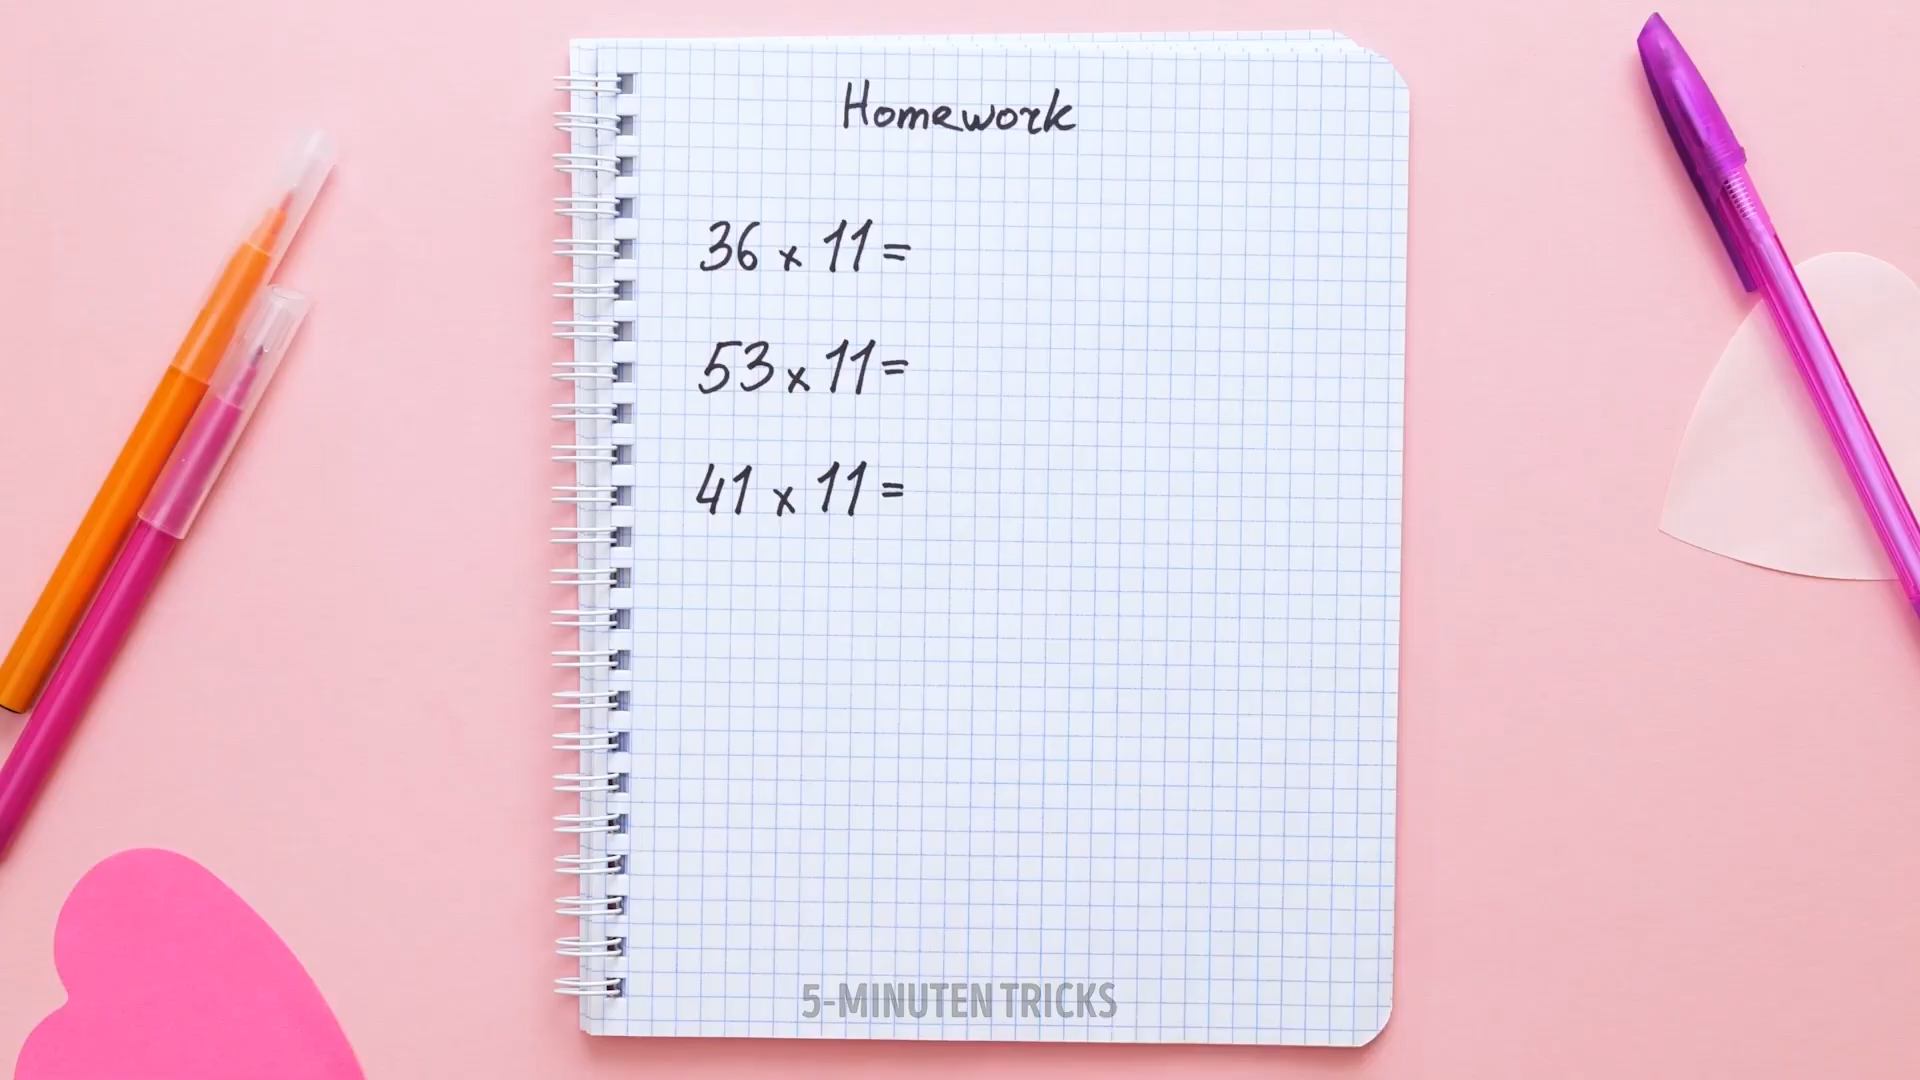 Homework
36 x 11 =
53 x 11 =
41 x 11 =
5-MINUTEN TRICKS